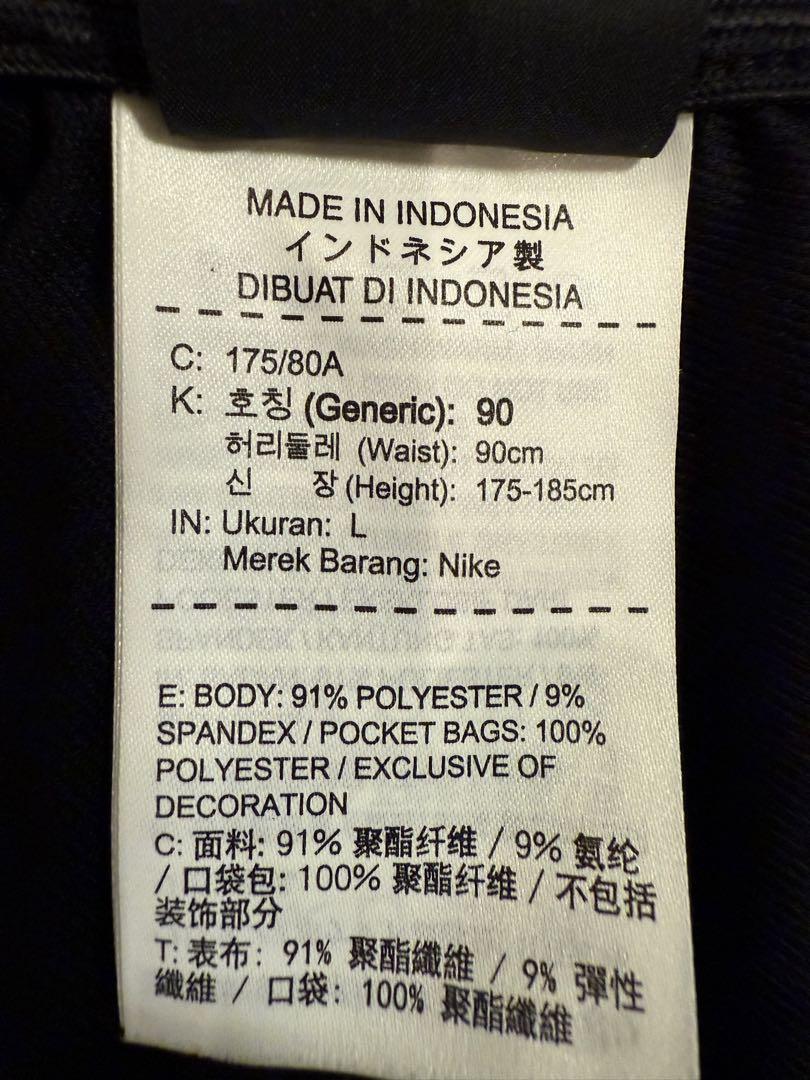 MADE IN INDONESIA
インドネシア製
DIBUAT DI INDONESIA
C: 175/80A
K: 호칭 (Generic): 90
허리둘레 (Waist): 90cm
신 장 (Height): 175-185cm
IN: Ukuran: L
Merek Barang: Nike
E: BODY: 91% POLYESTER / 9%
SPANDEX / POCKET BAGS: 100%
POLYESTER / EXCLUSIVE OF
DECORATION
C: 面料: 91% 聚酯纤维 / 9% 氨纶
/ 口袋包: 100% 聚酯纤维 / 不包括
装饰部分
T: 表布: 91% 聚酯纖維 / 9% 彈性
纖維 / 口袋: 100% 聚酯纖維